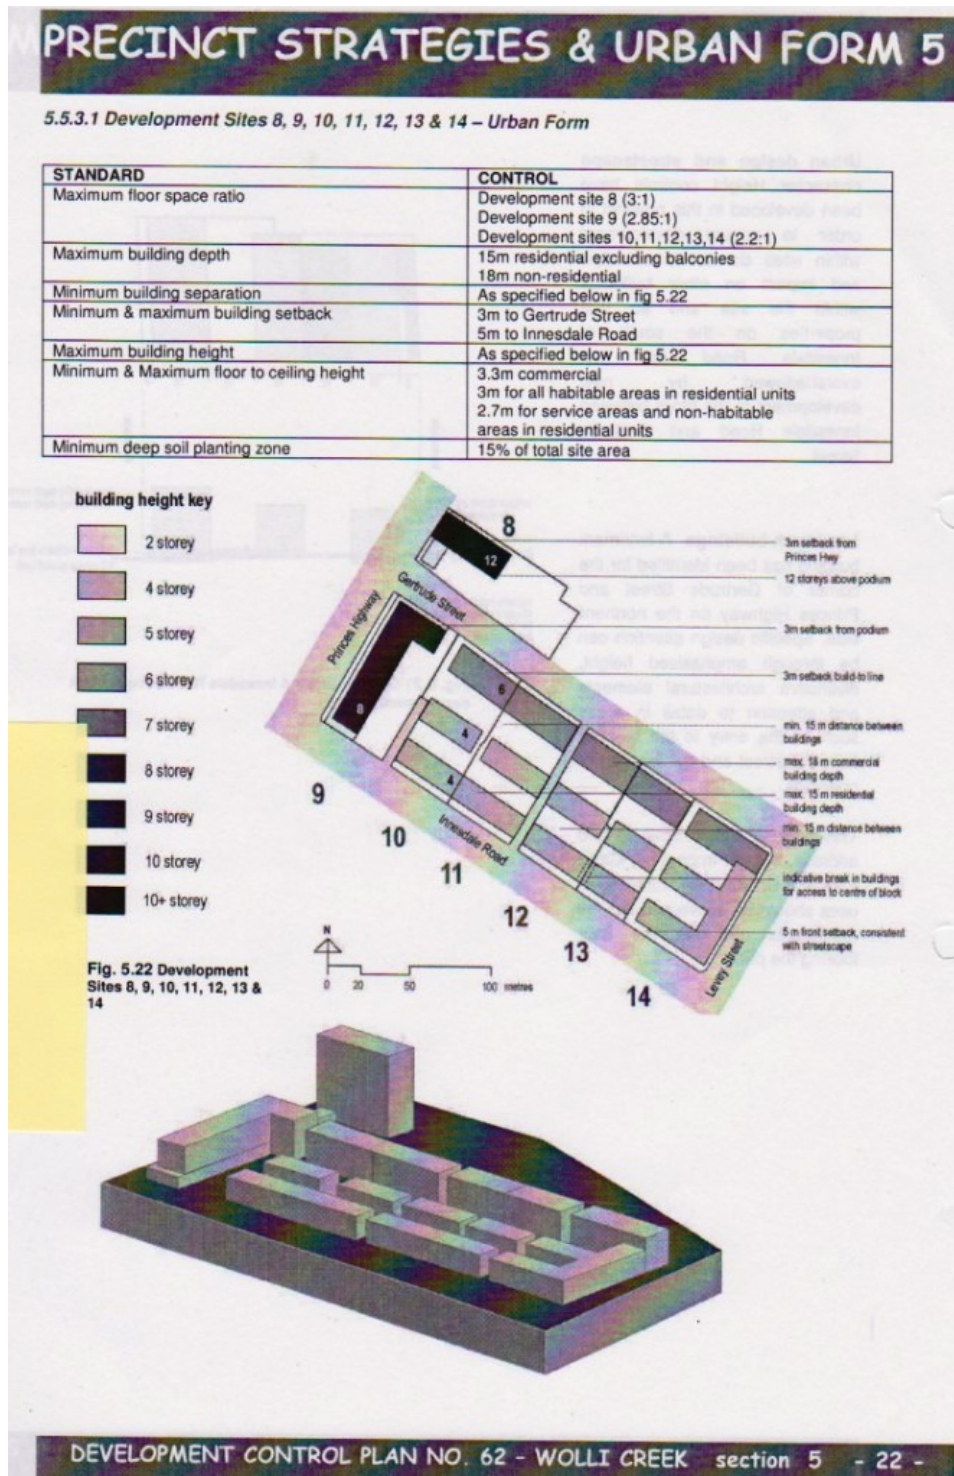 PRECINCT STRATEGIES & URBAN FORM 5
5.5.3.1 Development Sites 8, 9, 10, 11, 12, 13 & 14 – Urban Form
STANDARD CONTROL
Maximum floor space ratio Development site 8 (3:1)
Development site 9 (2.85:1)
Development sites 10,11,12,13,14 (2.2:1)
Maximum building depth 15m residential excluding balconies
18m non-residential
Minimum building separation As specified below in fig 5.22
Minimum & maximum building setback 3m to Gertrude Street
5m to Innesdale Road
Maximum building height As specified below in fig 5.22
Minimum & Maximum floor to ceiling height 3.3m commercial
3m for all habitable areas in residential units
2.7m for service areas and non-habitable
areas in residential units
Minimum deep soil planting zone 15% of total site area
building height key
2 storey
4 storey
5 storey
6 storey
7 storey
8 storey
9 storey
10 storey
10+ storey
8
12
Gertrude Street
Princes Highway
8
6
4
4
Innesdale Road
Levey Street
9
10
11
12
13
14
3m setback from
Princes Hwy
12 storeys above podium
3m setback from podium
3m setback build-to line
min. 15 m distance between
buildings
max. 18 m commercial
building depth
max. 15 m residential
building depth
min. 15 m distance between
buildings
indicative break in buildings
for access to centre of block
5 m front setback, consistent
with streetscape
N
0 20 50 100 metres
Fig. 5.22 Development
Sites 8, 9, 10, 11, 12, 13 &
14
DEVELOPMENT CONTROL PLAN NO. 62 - WOLLI CREEK section 5 - 22 -